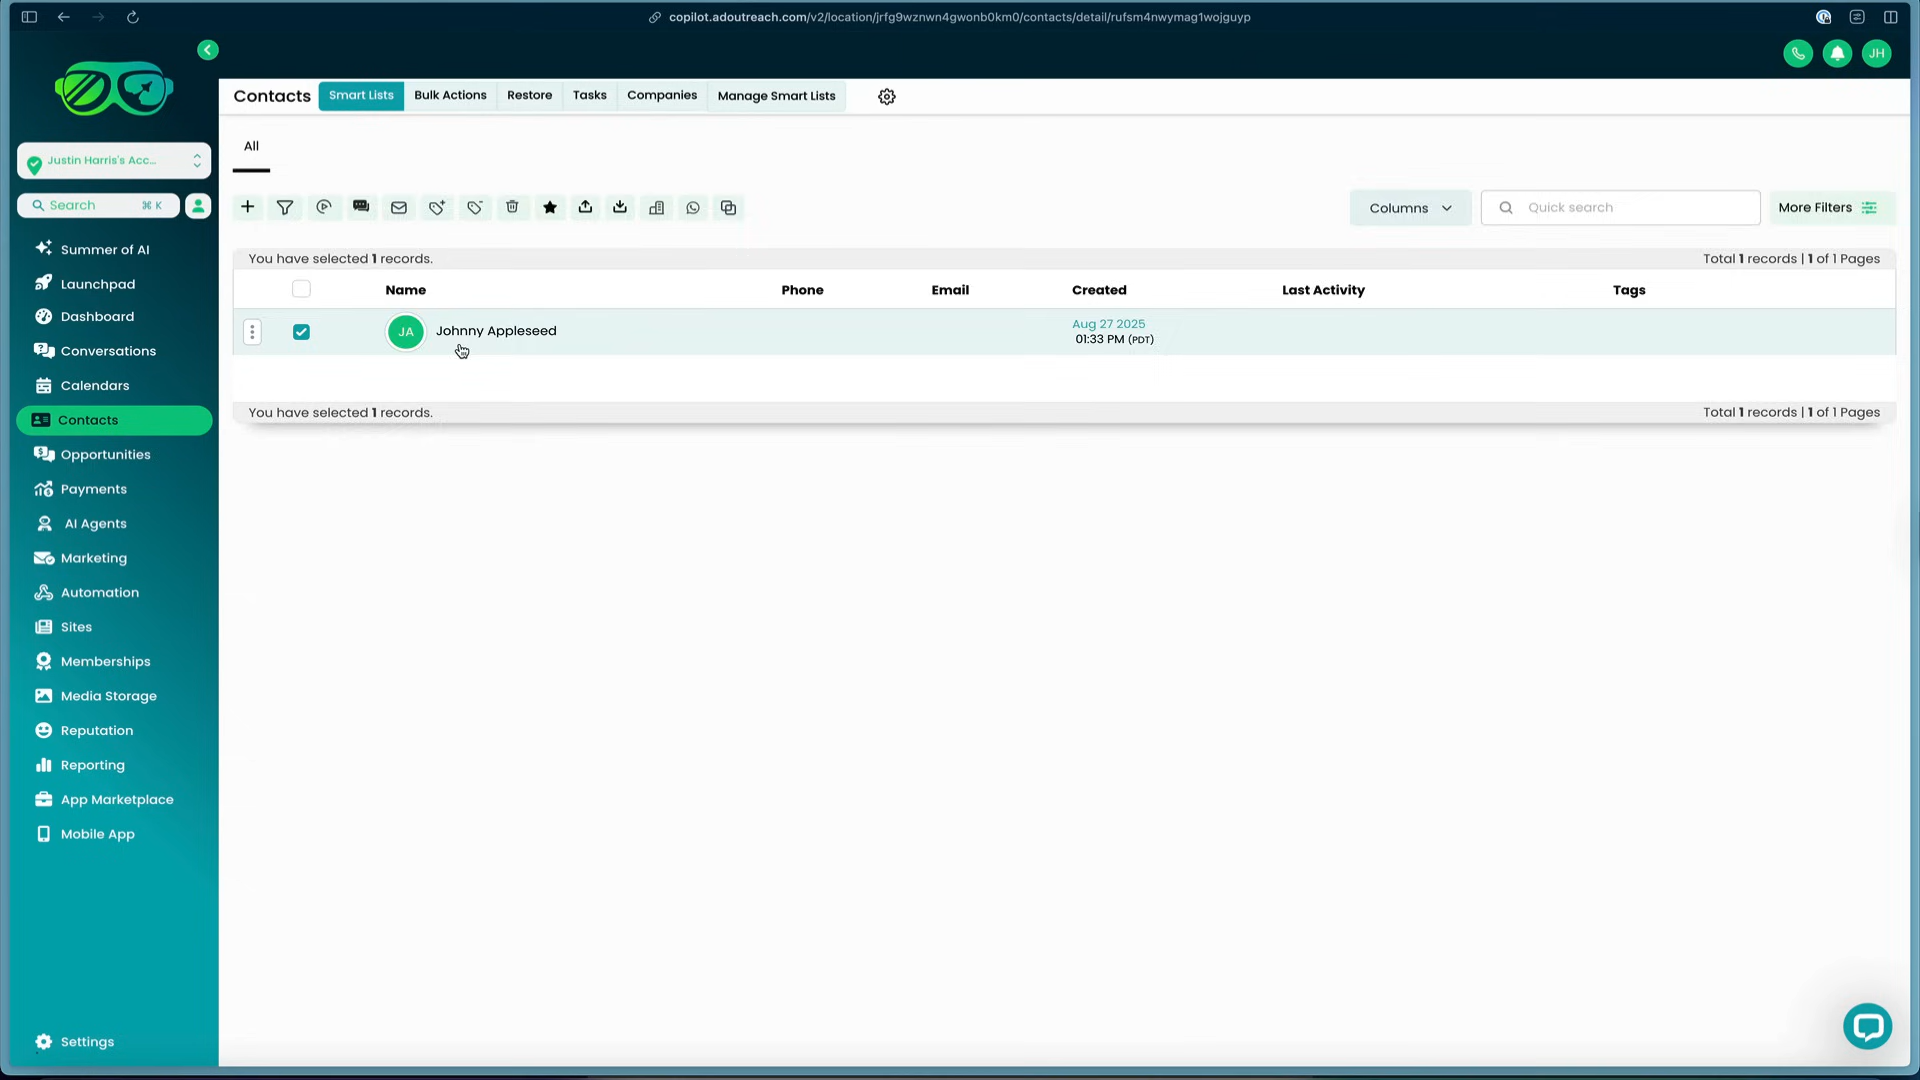 copilot.adoutreach.com/v2/location/jrfg9wznwn4gwonb0km0/contacts/detail/rufsm4nwymag1wojguyp
JH
Contacts Smart Lists Bulk Actions Restore Tasks Companies Manage Smart Lists
All
Justin Harris's Acc...
Search ⌘ K
Columns Quick search More Filters
Summer of AI
Launchpad
Dashboard
Conversations
Calendars
Contacts
Opportunities
Payments
AI Agents
Marketing
Automation
Sites
Memberships
Media Storage
Reputation
Reporting
App Marketplace
Mobile App
Settings
You have selected 1 records. Total 1 records | 1 of 1 Pages
Name Phone Email Created Last Activity Tags
JA Johnny Appleseed Aug 27 2025
01:33 PM (PDT)
You have selected 1 records. Total 1 records | 1 of 1 Pages